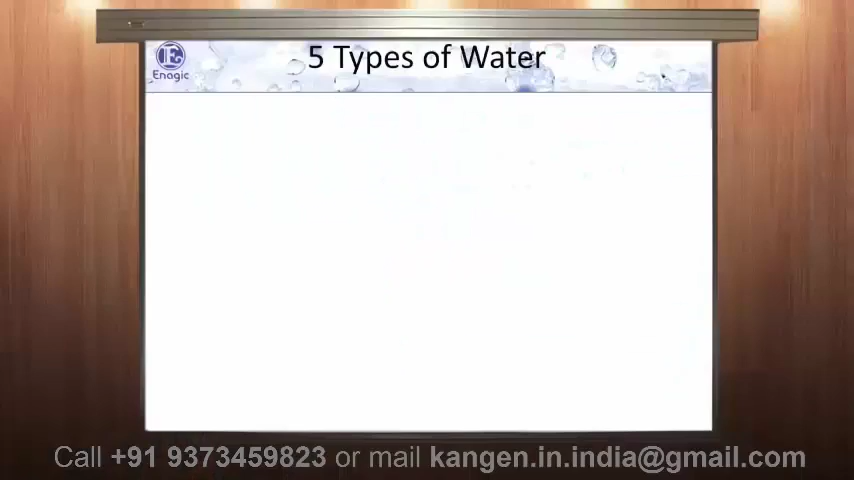 5 Types of Water
Enagic
Call +91 9373459823 or mail kangen.in.india@gmail.com